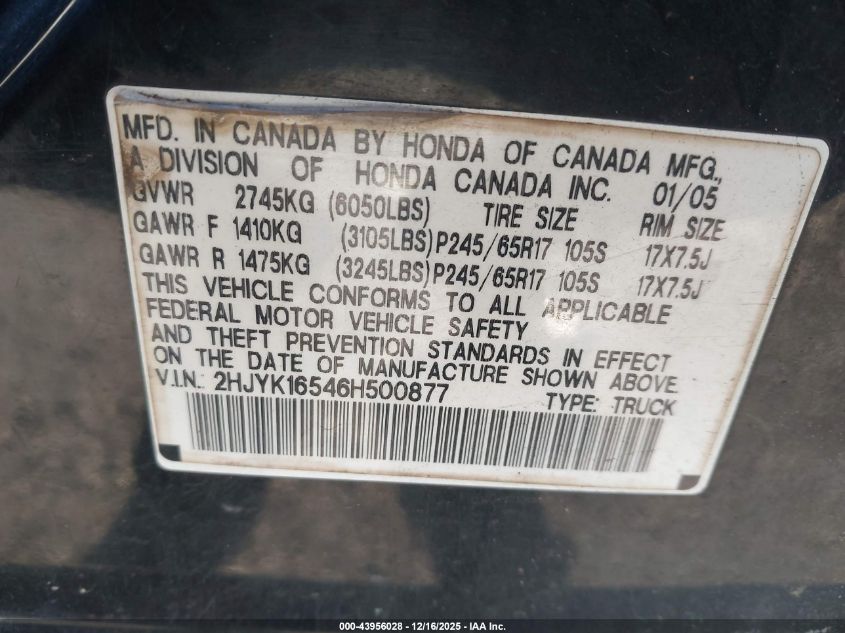 MFD. IN CANADA BY HONDA OF CANADA MFG.,
A DIVISION OF HONDA CANADA INC. 01/05
GVWR 2745KG (6050LBS) TIRE SIZE RIM SIZE
GAWR F 1410KG (3105LBS) P245/65R17 105S 17X7.5J
GAWR R 1475KG (3245LBS) P245/65R17 105S 17X7.5J
THIS VEHICLE CONFORMS TO ALL APPLICABLE
FEDERAL MOTOR VEHICLE SAFETY
AND THEFT PREVENTION STANDARDS IN EFFECT
ON THE DATE OF MANUFACTURE SHOWN ABOVE
V.I.N.: 2HJYK16546H500877 TYPE: TRUCK
000-43956028 - 12/16/2025 - IAA Inc.